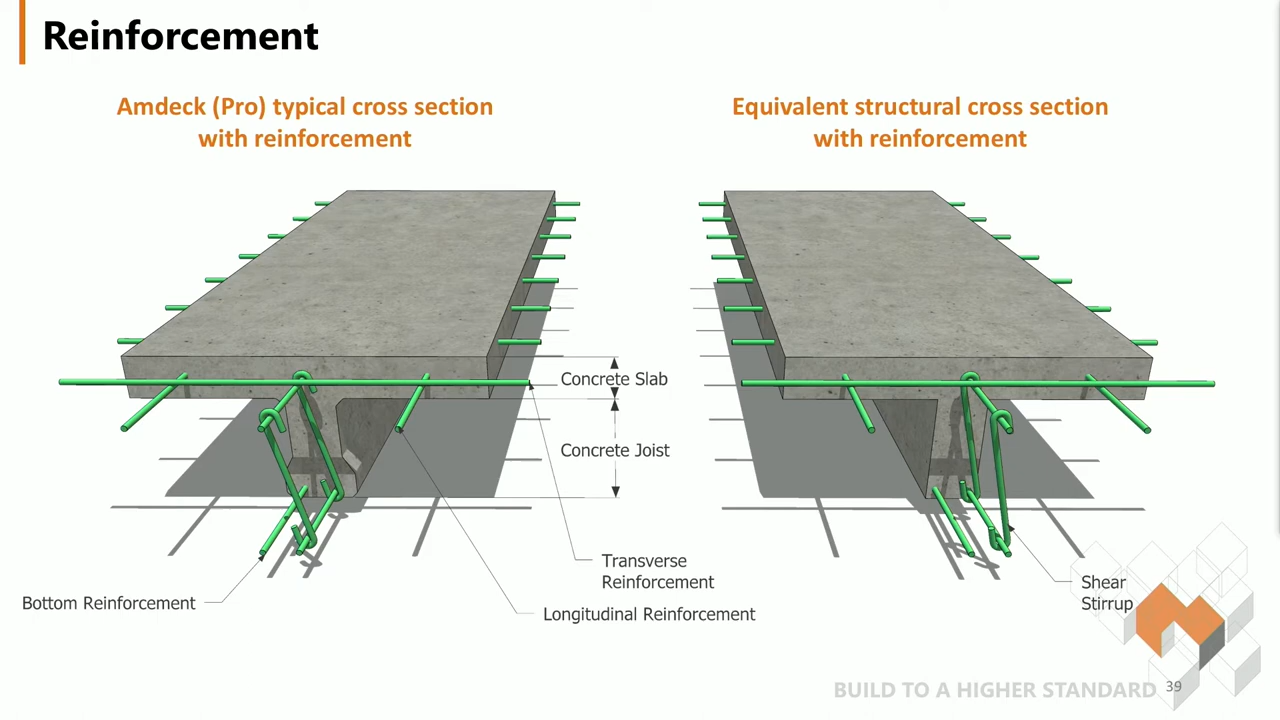 Reinforcement
Amdeck (Pro) typical cross section
with reinforcement
Equivalent structural cross section
with reinforcement
Concrete Slab
Concrete Joist
Transverse
Reinforcement
Bottom Reinforcement
Longitudinal Reinforcement
Shear
Stirrup
BUILD TO A HIGHER STANDARD
39